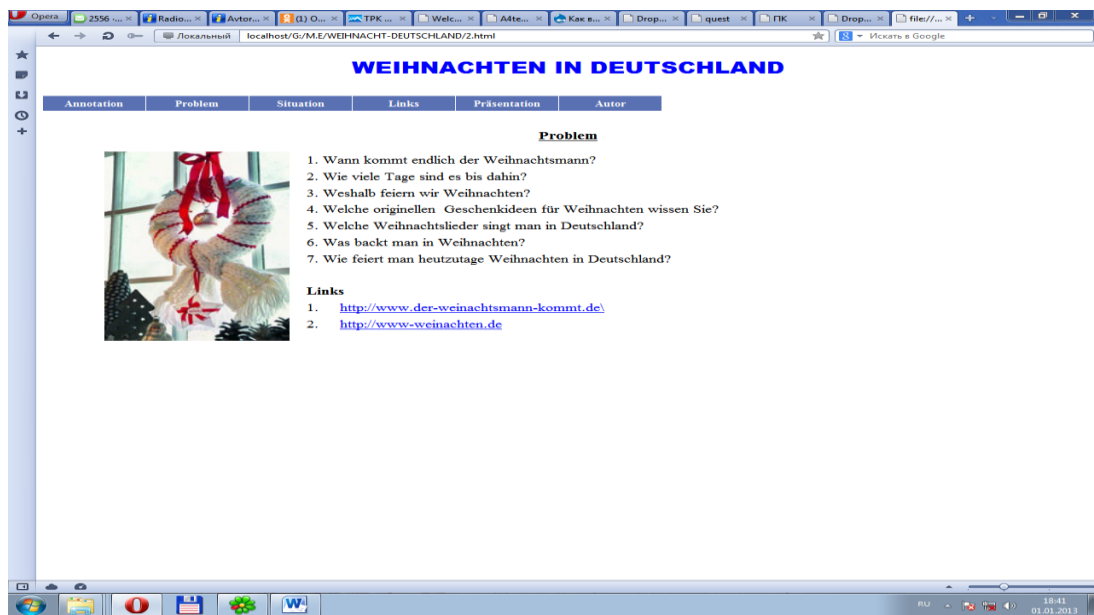 Opera 2556 -... Radio... Avtor... (1) О... ТРК ... Welc... A4te... Как в... Drop... quest ПК Drop... file://...
Локальный localhost/G:/M.E/WEIHNACHT-DEUTSCHLAND/2.html Искать в Google
WEIHNACHTEN IN DEUTSCHLAND
Annotation Problem Situation Links Präsentation Autor
Problem
1. Wann kommt endlich der Weihnachtsmann?
2. Wie viele Tage sind es bis dahin?
3. Weshalb feiern wir Weihnachten?
4. Welche originellen Geschenkideen für Weihnachten wissen Sie?
5. Welche Weihnachtslieder singt man in Deutschland?
6. Was backt man in Weihnachten?
7. Wie feiert man heutzutage Weihnachten in Deutschland?
Links
1. http://www.der-weinachtsmann-kommt.de\
2. http://www-weinachten.de
RU 18:41
01.01.2013